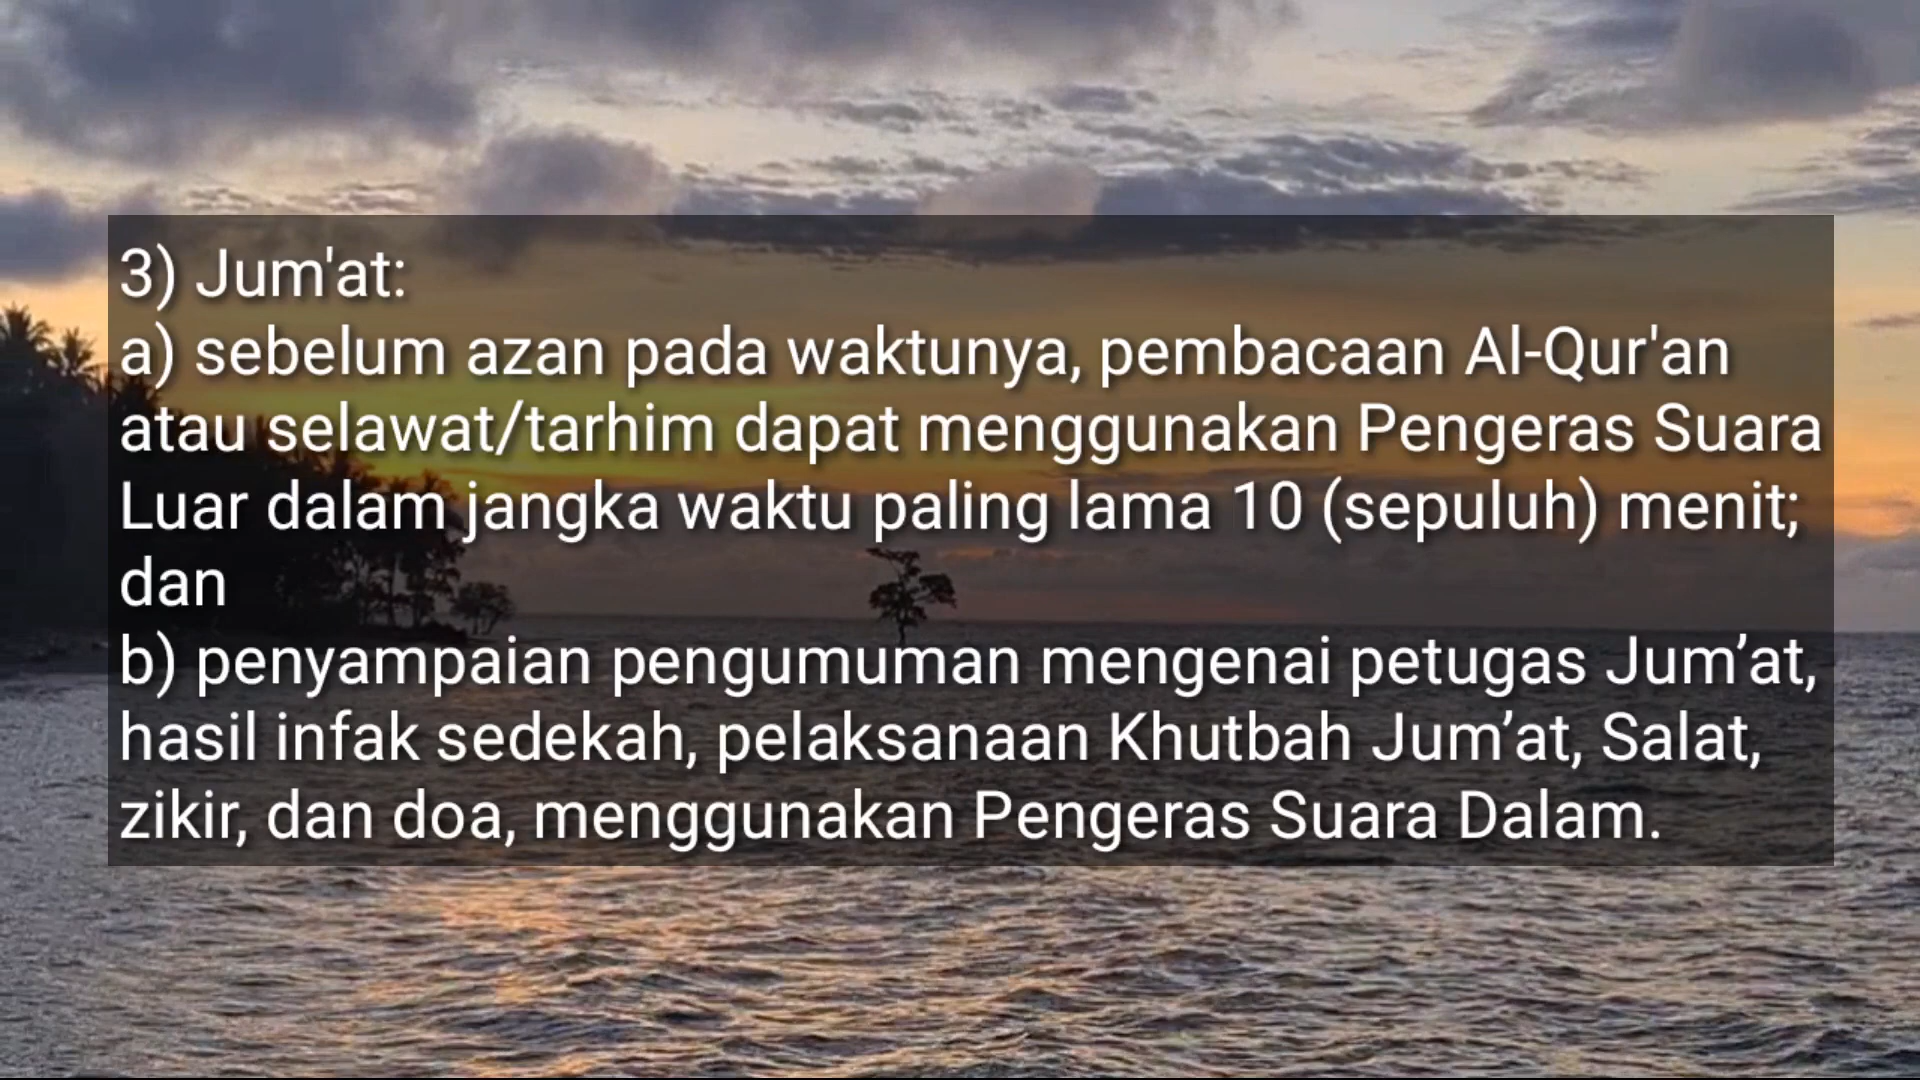 3) Jum'at:
a) sebelum azan pada waktunya, pembacaan Al-Qur'an
atau selawat/tarhim dapat menggunakan Pengeras Suara
Luar dalam jangka waktu paling lama 10 (sepuluh) menit;
dan
b) penyampaian pengumuman mengenai petugas Jum’at,
hasil infak sedekah, pelaksanaan Khutbah Jum’at, Salat,
zikir, dan doa, menggunakan Pengeras Suara Dalam.